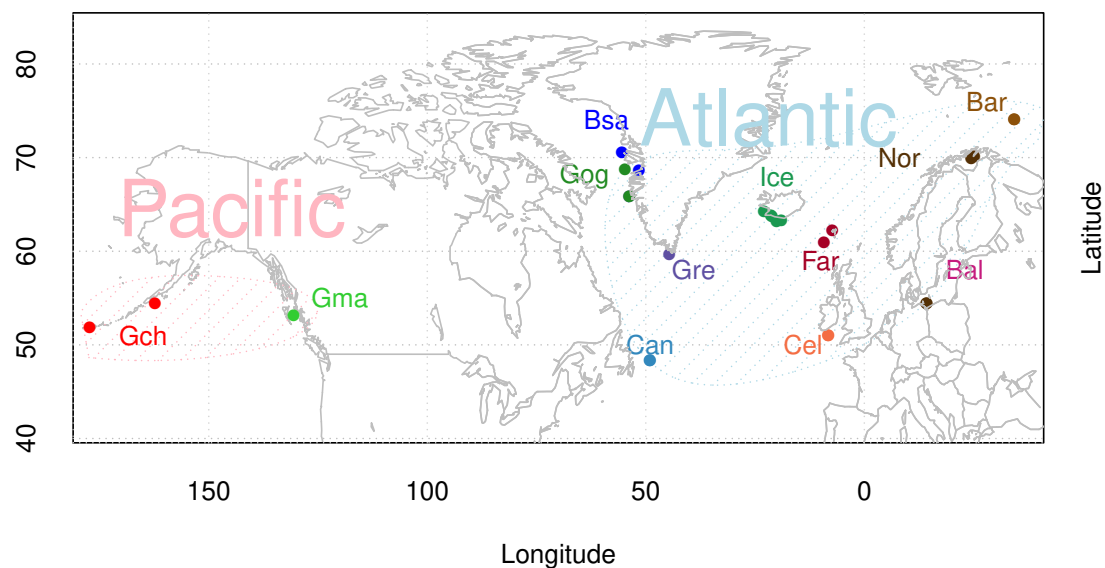 80
70
60
50
40
Latitude
Atlantic
Pacific
Bar
Bsa
Nor
Gog
Ice
Gre
Far
Bal
Gma
Gch
Can
Cel
150 100 50 0
Longitude